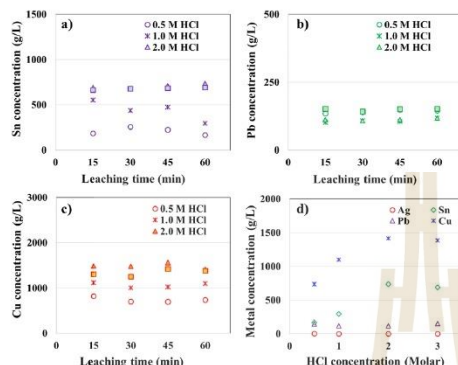 a)
○ 0.5 M HCl
× 1.0 M HCl
△ 2.0 M HCl
Sn concentration (g/L)
1500
1000
500
0
0 15 30 45 60
Leaching time (min)
b)
○ 0.5 M HCl
× 1.0 M HCl
△ 2.0 M HCl
Pb concentration (g/L)
500
250
0
0 15 30 45 60
Leaching time (min)
c)
○ 0.5 M HCl
× 1.0 M HCl
△ 2.0 M HCl
Cu concentration (g/L)
3000
2000
1000
0
0 15 30 45 60
Leaching time (min)
d)
○ Ag ◇ Sn
△ Pb × Cu
Metal concentration (g/L)
2000
1500
1000
500
0
0 1 2 3
HCl concentration (Molar)